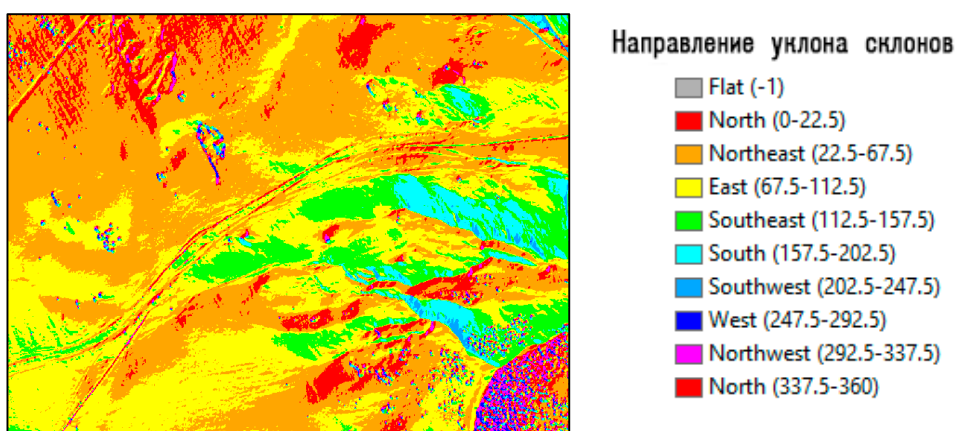 Направление уклона склонов
Flat (-1)
North (0-22.5)
Northeast (22.5-67.5)
East (67.5-112.5)
Southeast (112.5-157.5)
South (157.5-202.5)
Southwest (202.5-247.5)
West (247.5-292.5)
Northwest (292.5-337.5)
North (337.5-360)